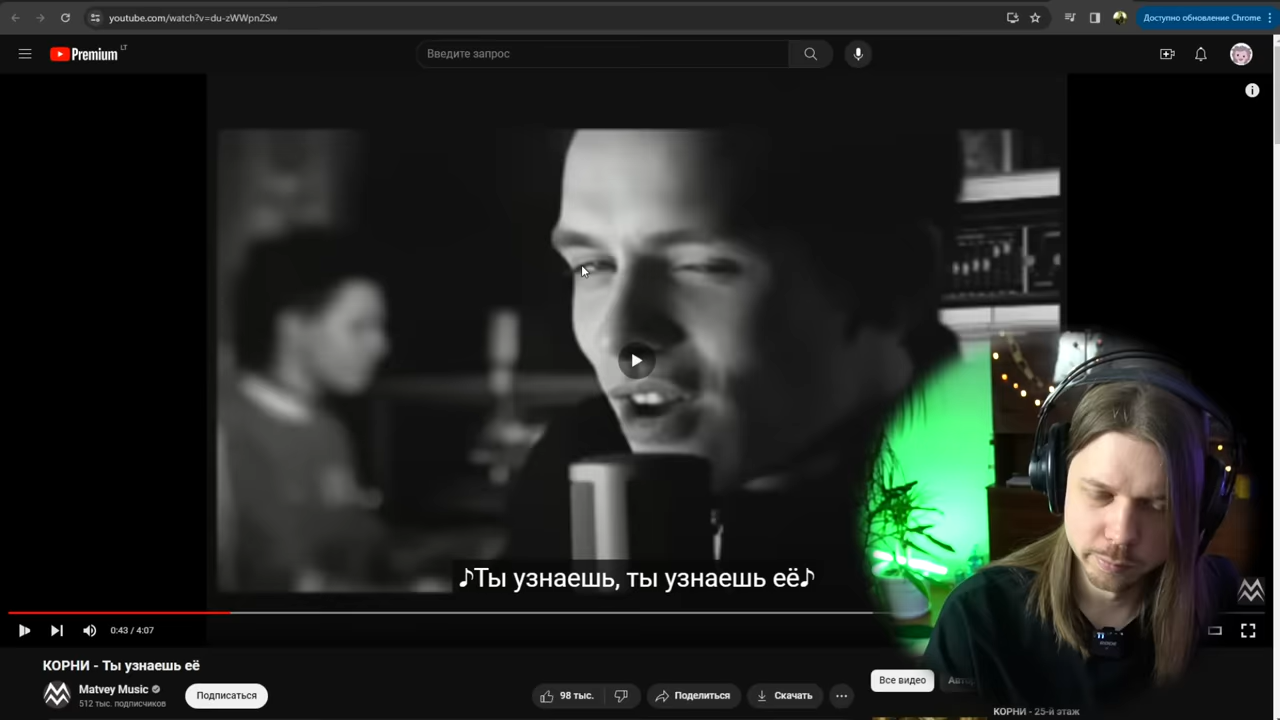 youtube.com/watch?v=du-zWWpnZSw
Доступно обновление Chrome
Premium LT
Введите запрос
♪Ты узнаешь, ты узнаешь её♪
0:43 / 4:07
КОРНИ - Ты узнаешь её
Matvey Music
512 тыс. подписчиков
Подписаться
98 тыс.
Поделиться
Скачать
Все видео
КОРНИ - 25-й этаж